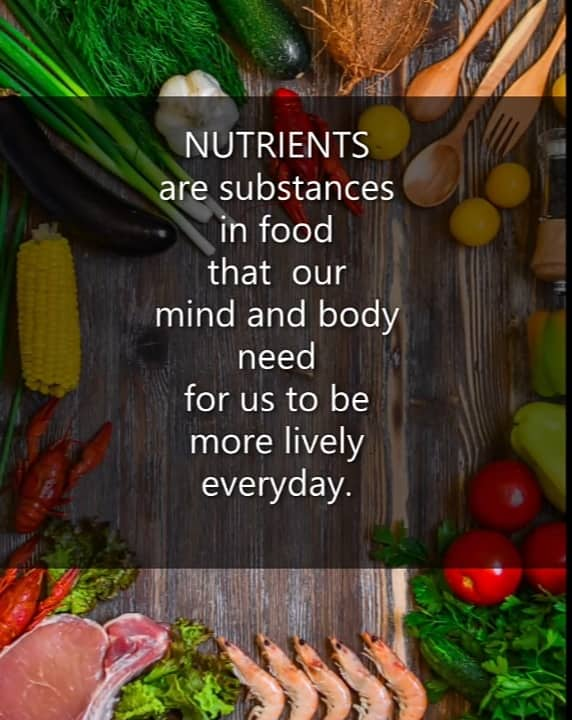 NUTRIENTS
are substances
in food
that  our
mind and body
need
for us to be
more lively
everyday.